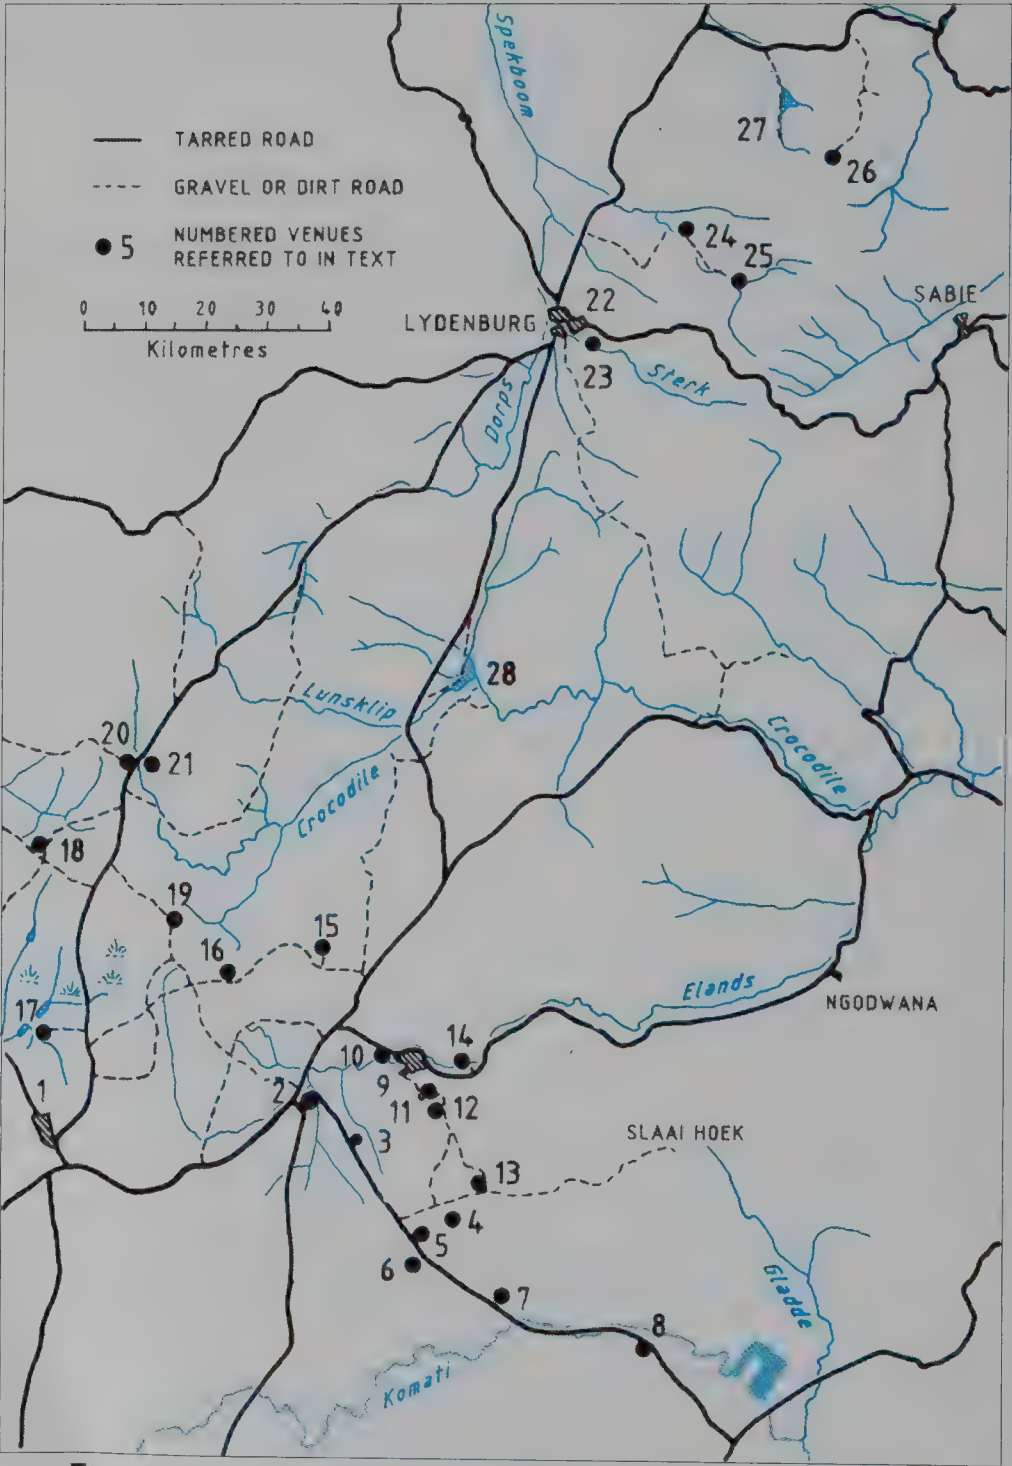 Spekboom
TARRED ROAD
GRAVEL OR DIRT ROAD
5 NUMBERED VENUES
REFERRED TO IN TEXT
0 10 20 30 40
Kilometres
27
26
24
25
SABIE
22
LYDENBURG
23
Sterk
Dorps
28
Lunsklip
20
21
Crocodile
Crocodile
18
19
16
15
17
Elands
NGODWANA
14
10
9
1
2
11
12
3
SLAAI HOEK
13
4
5
6
7
Gladde
8
Komati